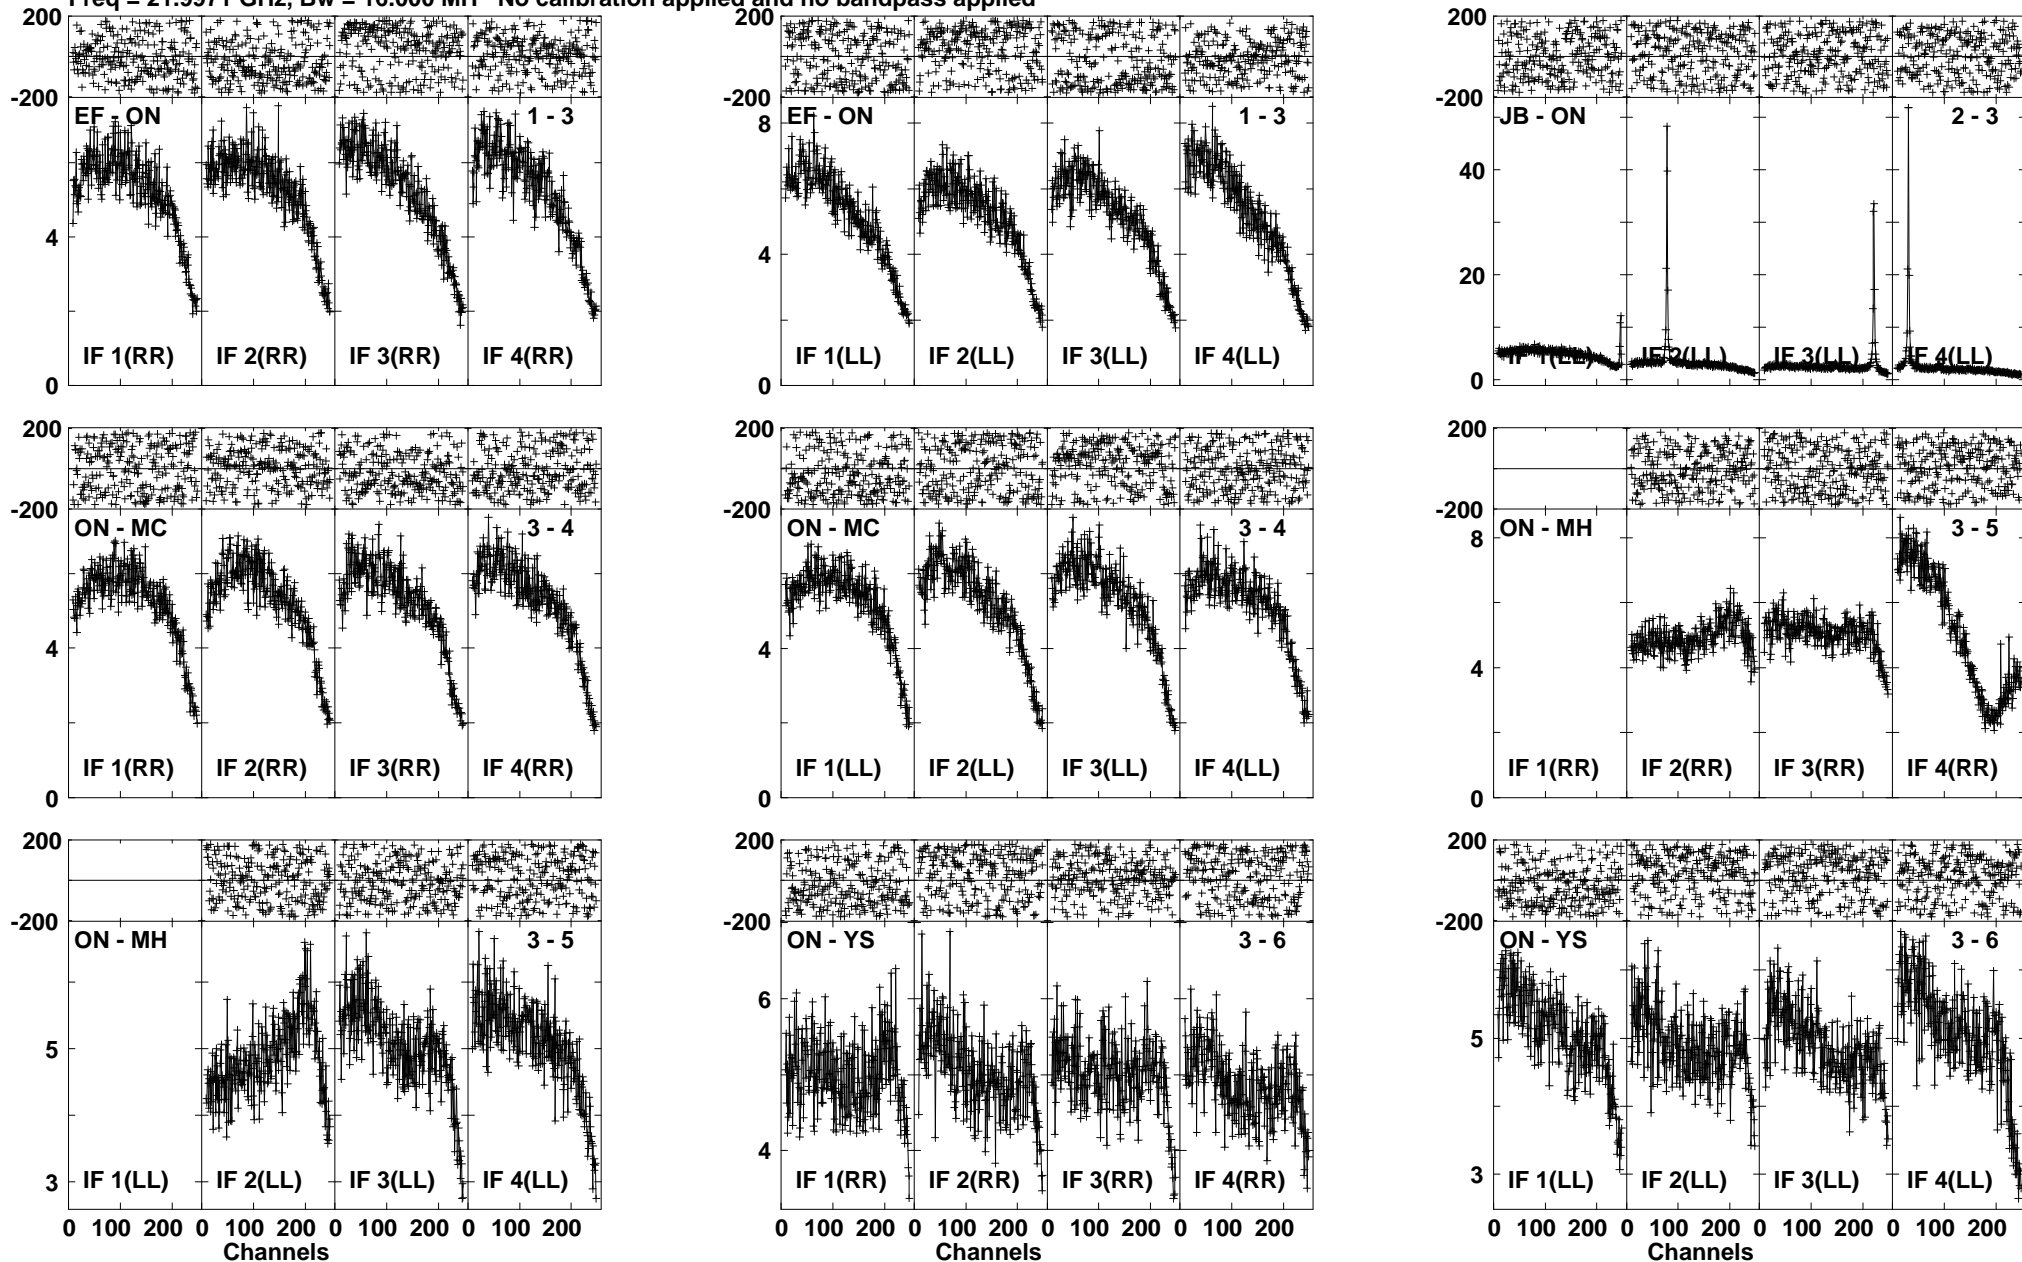 Freq = 21.9971 GHz, Bw = 16.000 MH No calibration applied and no bandpass applied
200
-200
EF - ON 1 - 3
4
0
IF 1(RR) IF 2(RR) IF 3(RR) IF 4(RR)
200
-200
EF - ON 1 - 3
8
4
0
IF 1(LL) IF 2(LL) IF 3(LL) IF 4(LL)
200
-200
JB - ON 2 - 3
40
20
0
IF 1(LL) IF 2(LL) IF 3(LL) IF 4(LL)
200
-200
ON - MC 3 - 4
4
0
IF 1(RR) IF 2(RR) IF 3(RR) IF 4(RR)
200
-200
ON - MC 3 - 4
4
0
IF 1(LL) IF 2(LL) IF 3(LL) IF 4(LL)
200
-200
ON - MH 3 - 5
8
4
0
IF 1(RR) IF 2(RR) IF 3(RR) IF 4(RR)
200
-200
ON - MH 3 - 5
5
3
IF 1(LL) IF 2(LL) IF 3(LL) IF 4(LL)
0 100 200 0 100 200 0 100 200 0 100 200
Channels
200
-200
ON - YS 3 - 6
6
4
IF 1(RR) IF 2(RR) IF 3(RR) IF 4(RR)
0 100 200 0 100 200 0 100 200 0 100 200
200
-200
ON - YS 3 - 6
5
3
IF 1(LL) IF 2(LL) IF 3(LL) IF 4(LL)
0 100 200 0 100 200 0 100 200 0 100 200
Channels